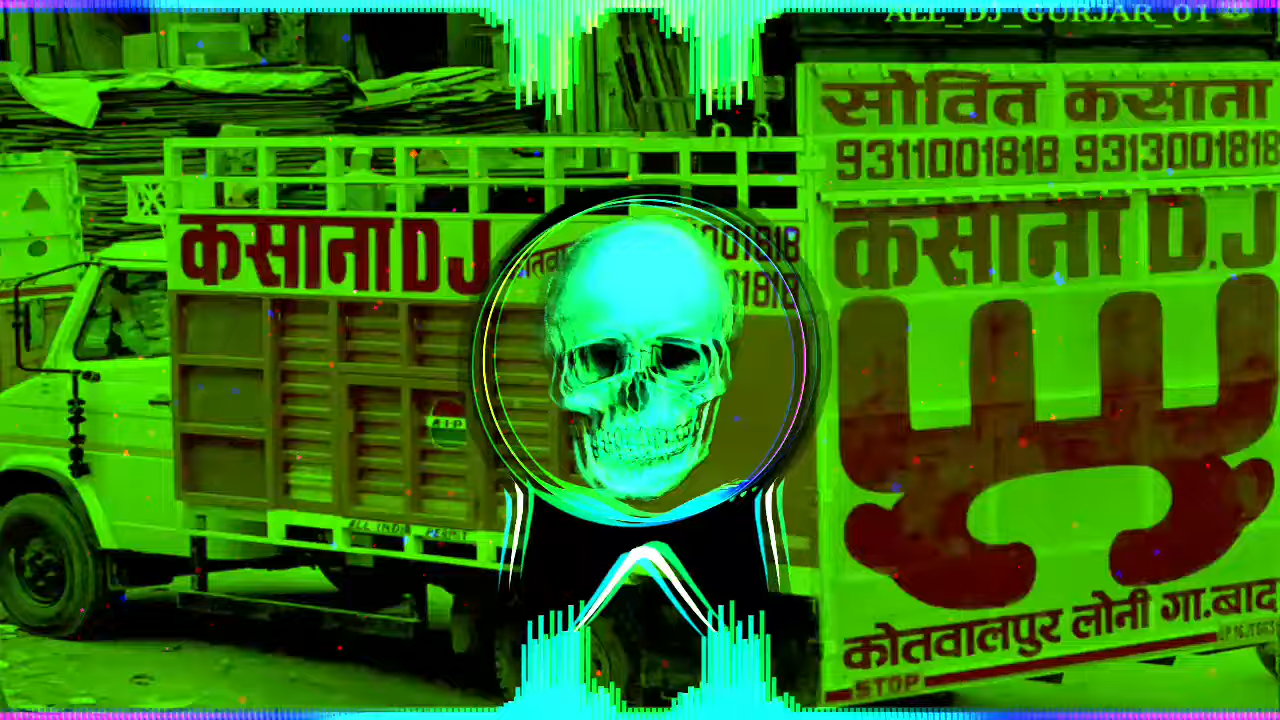 ALL_DJ_GURJAR_01
सोवित कसाना
9311001818 9313001818
कसाना D.J
कसाना DJ
A.I.P
ALL INDIA PERMIT
कोतवालपुर लोनी गा.बाद
STOP